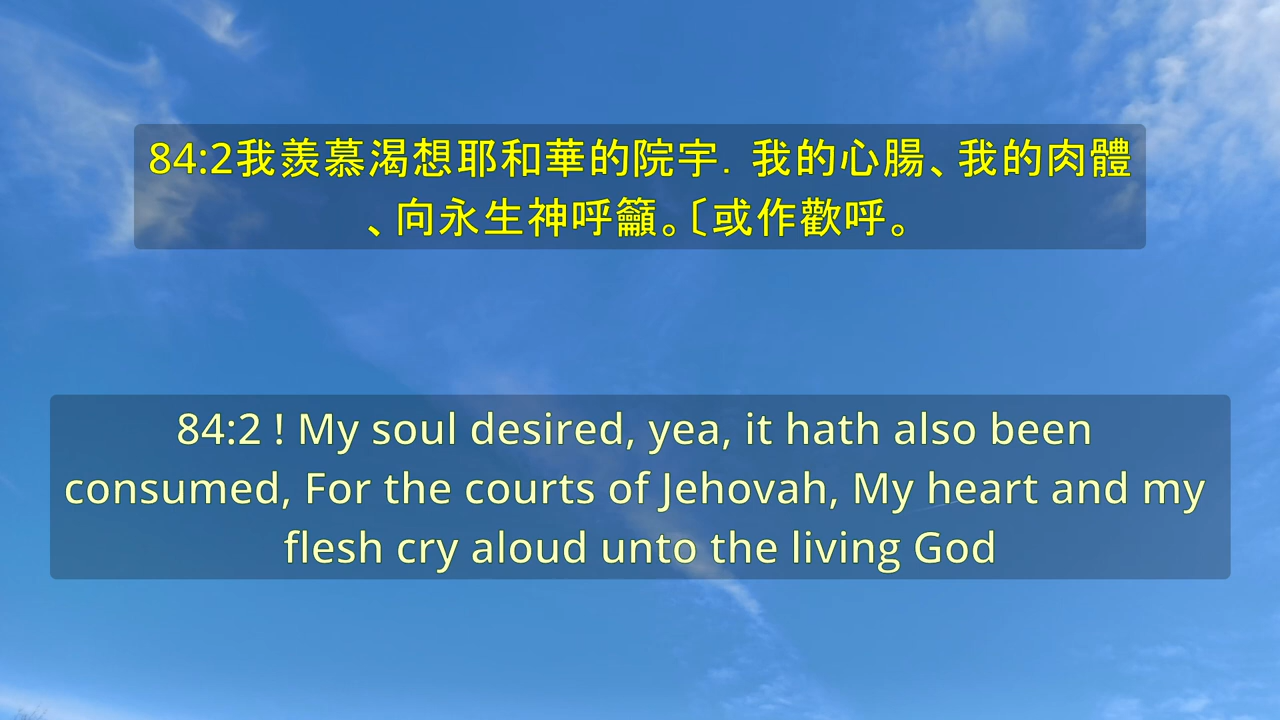 84:2我羨慕渴想耶和華的院宇．我的心腸、我的肉體
、向永生神呼籲。〔或作歡呼。
84:2 ! My soul desired, yea, it hath also been
consumed, For the courts of Jehovah, My heart and my
flesh cry aloud unto the living God